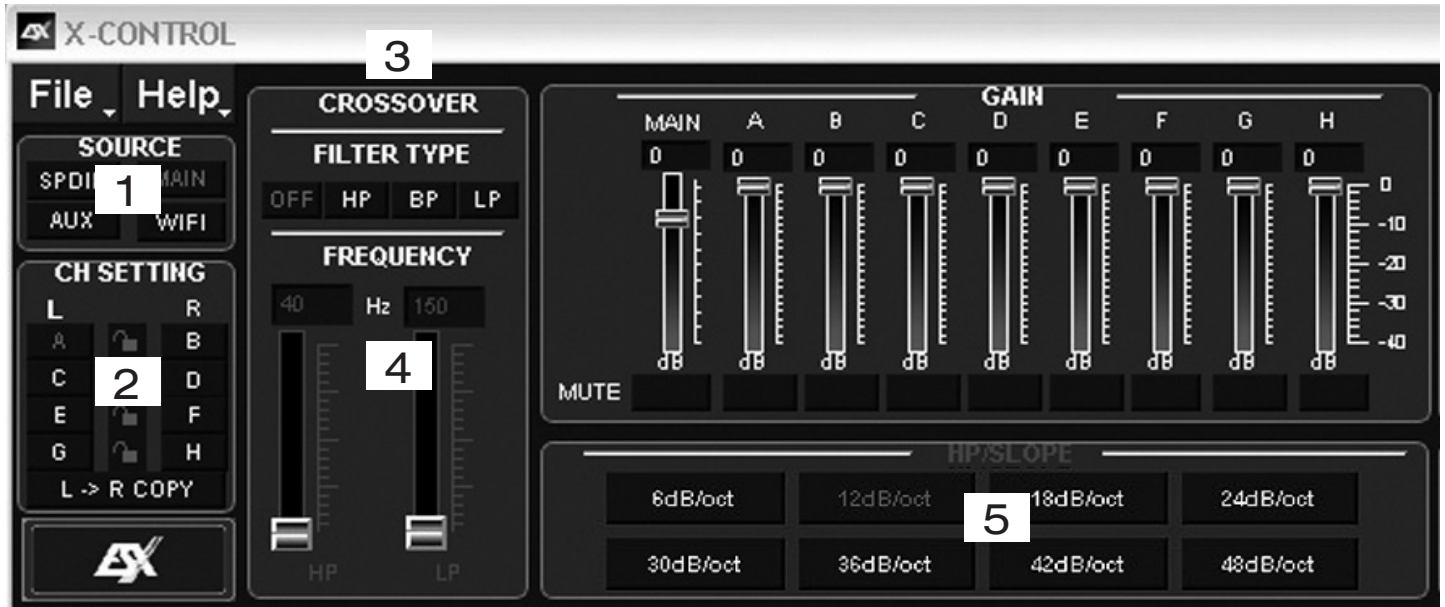 ESX X-CONTROL
3
File Help
CROSSOVER
GAIN
MAIN A B C D E F G H
SOURCE
FILTER TYPE
0 0 0 0 0 0 0 0 0
1
MAIN
OFF HP BP LP
AUX WIFI
0
-10
-20
-30
-40
FREQUENCY
CH SETTING
L R
40 Hz 150
A B
C D
2
4
E F
G H
dB dB dB dB dB dB dB dB dB
MUTE
L -> R COPY
HP/SLOPE
6dB/oct 12dB/oct 18dB/oct 24dB/oct
5
30dB/oct 36dB/oct 42dB/oct 48dB/oct
ESX
HP LP